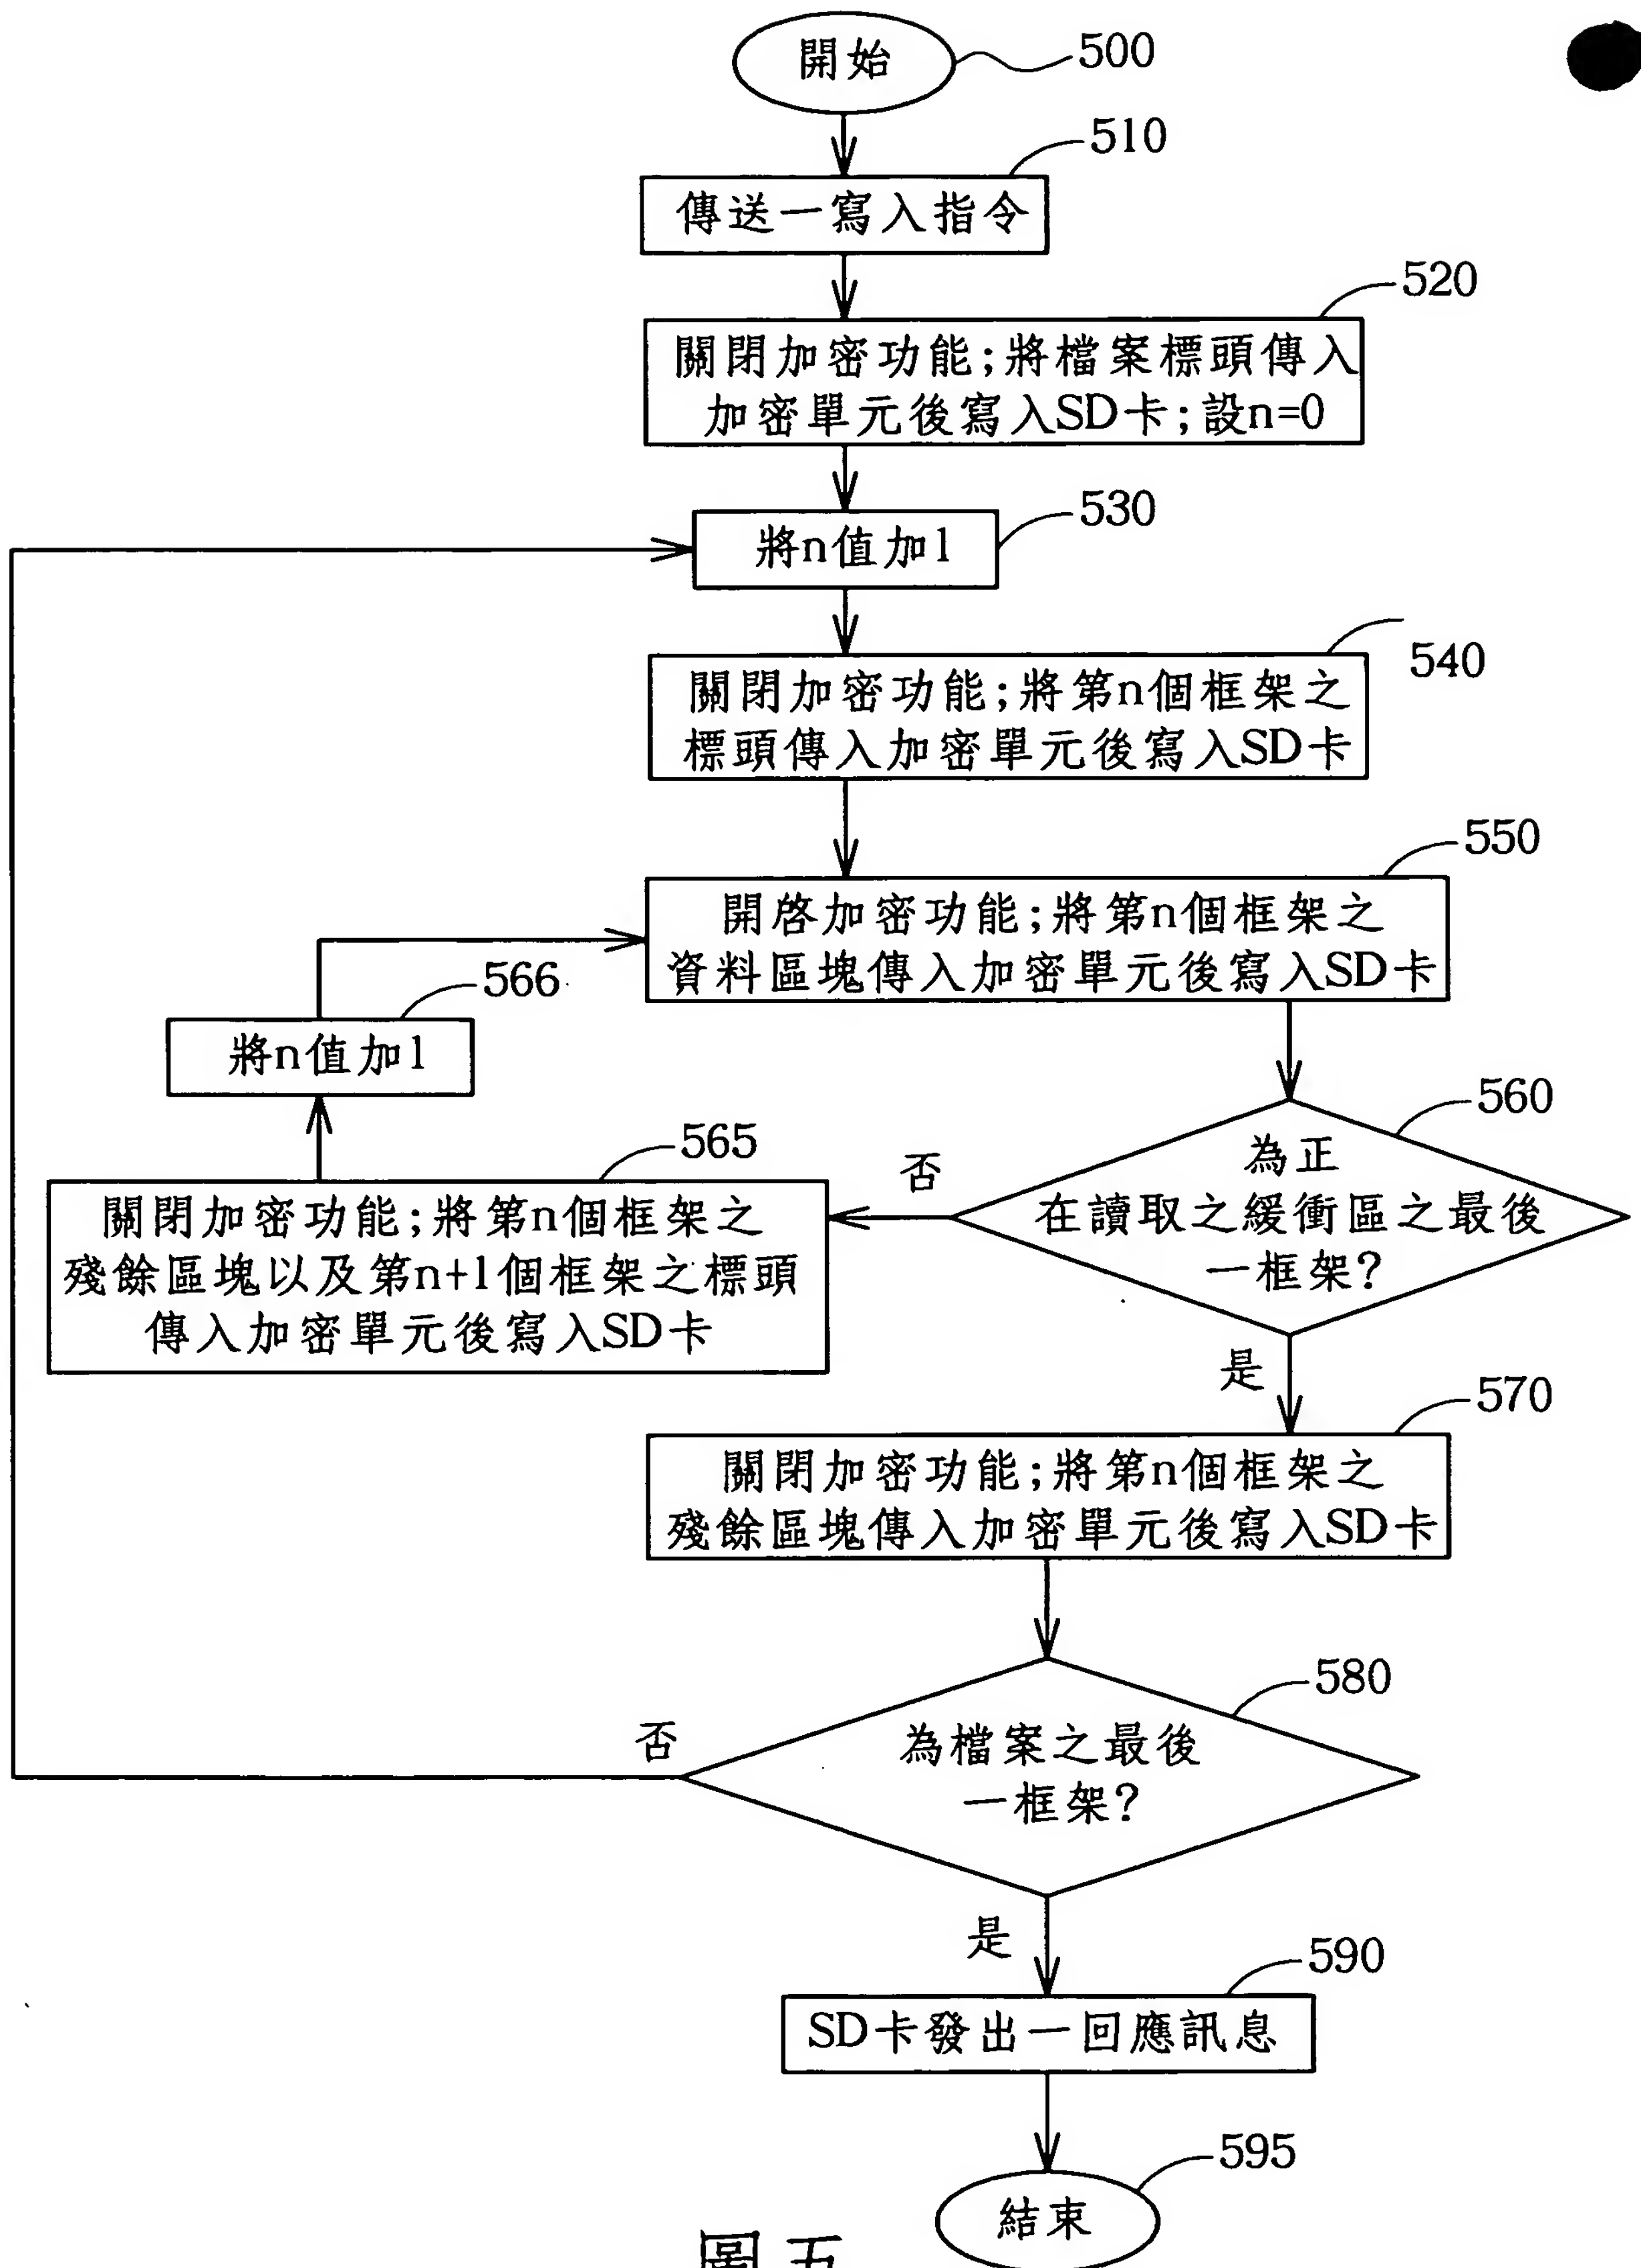 開始
500
510
傳送一寫入指令
520
關閉加密功能;將檔案標頭傳入
加密單元後寫入SD卡;設n=0
530
將n值加1
540
關閉加密功能;將第n個框架之
標頭傳入加密單元後寫入SD卡
550
開啓加密功能;將第n個框架之
資料區塊傳入加密單元後寫入SD卡
566
將n值加1
560
為正
在讀取之緩衝區之最後
一框架?
否
565
關閉加密功能;將第n個框架之
殘餘區塊以及第n+1個框架之標頭
傳入加密單元後寫入SD卡
是
570
關閉加密功能;將第n個框架之
殘餘區塊傳入加密單元後寫入SD卡
580
否
為檔案之最後
一框架?
是
590
SD卡發出一回應訊息
595
結束
圖五